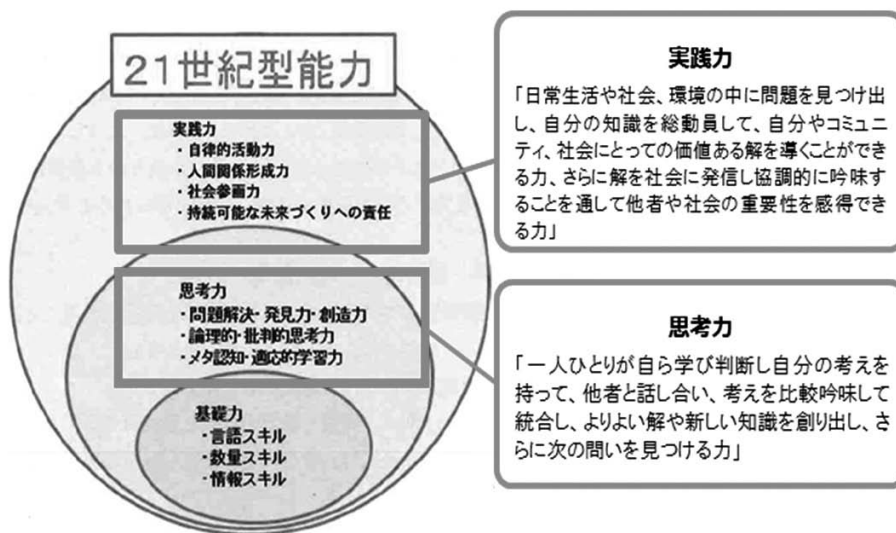 21世紀型能力
実践力
・自律的活動力
・人間関係形成力
・社会参画力
・持続可能な未来づくりへの責任
思考力
・問題解決・発見力・創造力
・論理的・批判的思考力
・メタ認知・適応的学習力
基礎力
・言語スキル
・数量スキル
・情報スキル
実践力
「日常生活や社会、環境の中に問題を見つけ出
し、自分の知識を総動員して、自分やコミュニ
ティ、社会にとっての価値ある解を導くことができ
る力、さらに解を社会に発信し協調的に吟味す
ることを通して他者や社会の重要性を感得でき
る力」
思考力
「一人ひとりが自ら学び判断し自分の考えを
持って、他者と話し合い、考えを比較吟味して
統合し、よりよい解や新しい知識を創り出し、さ
らに次の問いを見つける力」